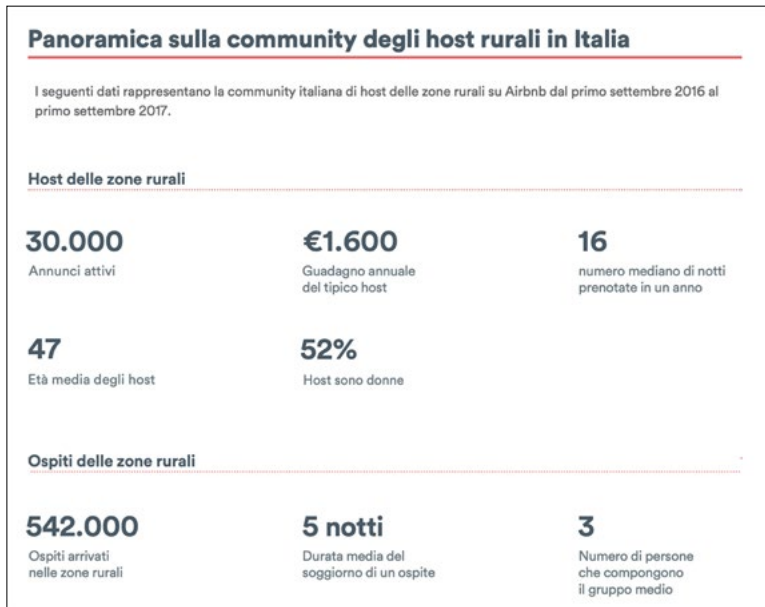 Panoramica sulla community degli host rurali in Italia
I seguenti dati rappresentano la community italiana di host delle zone rurali su Airbnb dal primo settembre 2016 al
primo settembre 2017.
Host delle zone rurali
30.000
Annunci attivi
€1.600
Guadagno annuale
del tipico host
16
numero mediano di notti
prenotate in un anno
47
Età media degli host
52%
Host sono donne
Ospiti delle zone rurali
542.000
Ospiti arrivati
nelle zone rurali
5 notti
Durata media del
soggiorno di un ospite
3
Numero di persone
che compongono
il gruppo medio